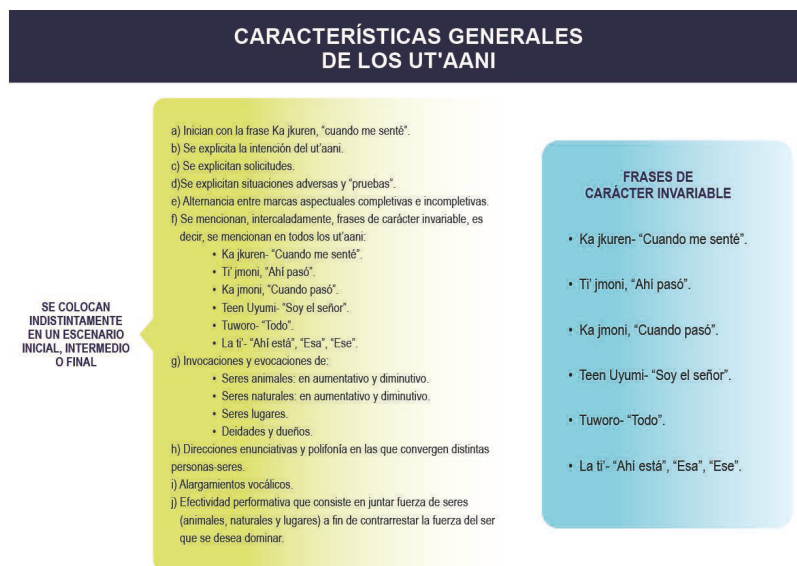 CARACTERÍSTICAS GENERALES
DE LOS UT'AANI
SE COLOCAN
INDISTINTAMENTE
EN UN ESCENARIO
INICIAL, INTERMEDIO
O FINAL
a) Inician con la frase Ka jkuren, “cuando me senté”.
b) Se explicita la intención del ut’aani.
c) Se explicitan solicitudes.
d)Se explicitan situaciones adversas y “pruebas”.
e) Alternancia entre marcas aspectuales completivas e incompletivas.
f) Se mencionan, intercaladamente, frases de carácter invariable, es
decir, se mencionan en todos los ut’aani:
• Ka jkuren- “Cuando me senté”.
• Ti’ jmoni, “Ahí pasó”.
• Ka jmoni, “Cuando pasó”.
• Teen Uyumi- “Soy el señor”.
• Tuworo- “Todo”.
• La ti’- “Ahí está”, “Esa”, “Ese”.
g) Invocaciones y evocaciones de:
• Seres animales: en aumentativo y diminutivo.
• Seres naturales: en aumentativo y diminutivo.
• Seres lugares.
• Deidades y dueños.
h) Direcciones enunciativas y polifonía en las que convergen distintas
personas-seres.
i) Alargamientos vocálicos.
j) Efectividad performativa que consiste en juntar fuerza de seres
(animales, naturales y lugares) a fin de contrarrestar la fuerza del ser
que se desea dominar.
FRASES DE
CARÁCTER INVARIABLE
• Ka jkuren- “Cuando me senté”.
• Ti’ jmoni, “Ahí pasó”.
• Ka jmoni, “Cuando pasó”.
• Teen Uyumi- “Soy el señor”.
• Tuworo- “Todo”.
• La ti’- “Ahí está”, “Esa”, “Ese”.